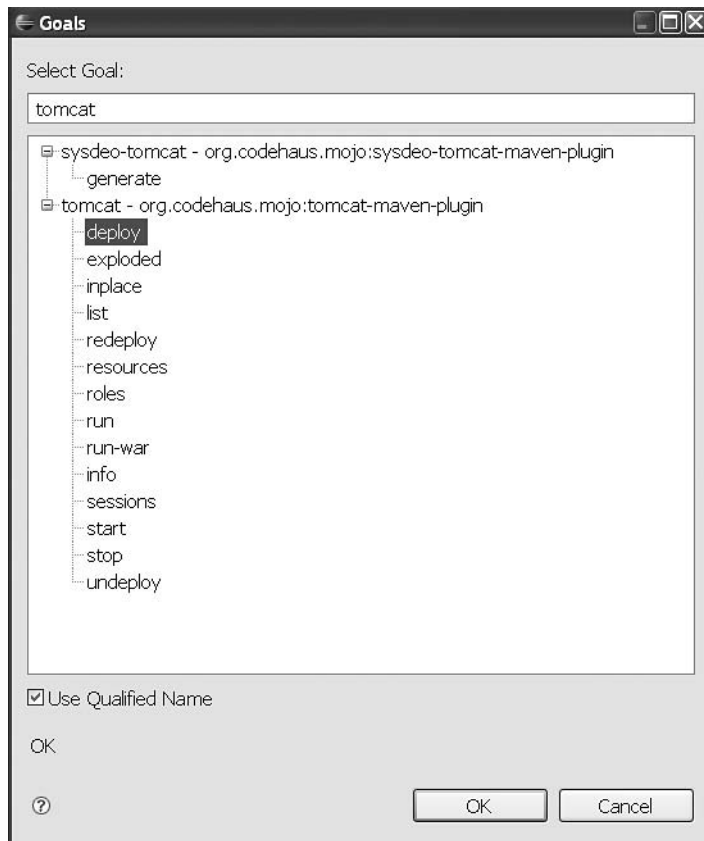 Goals
Select Goal:
tomcat
sysdeo-tomcat - org.codehaus.mojo:sysdeo-tomcat-maven-plugin
generate
tomcat - org.codehaus.mojo:tomcat-maven-plugin
deploy
exploded
inplace
list
redeploy
resources
roles
run
run-war
info
sessions
start
stop
undeploy
Use Qualified Name
OK
OK Cancel